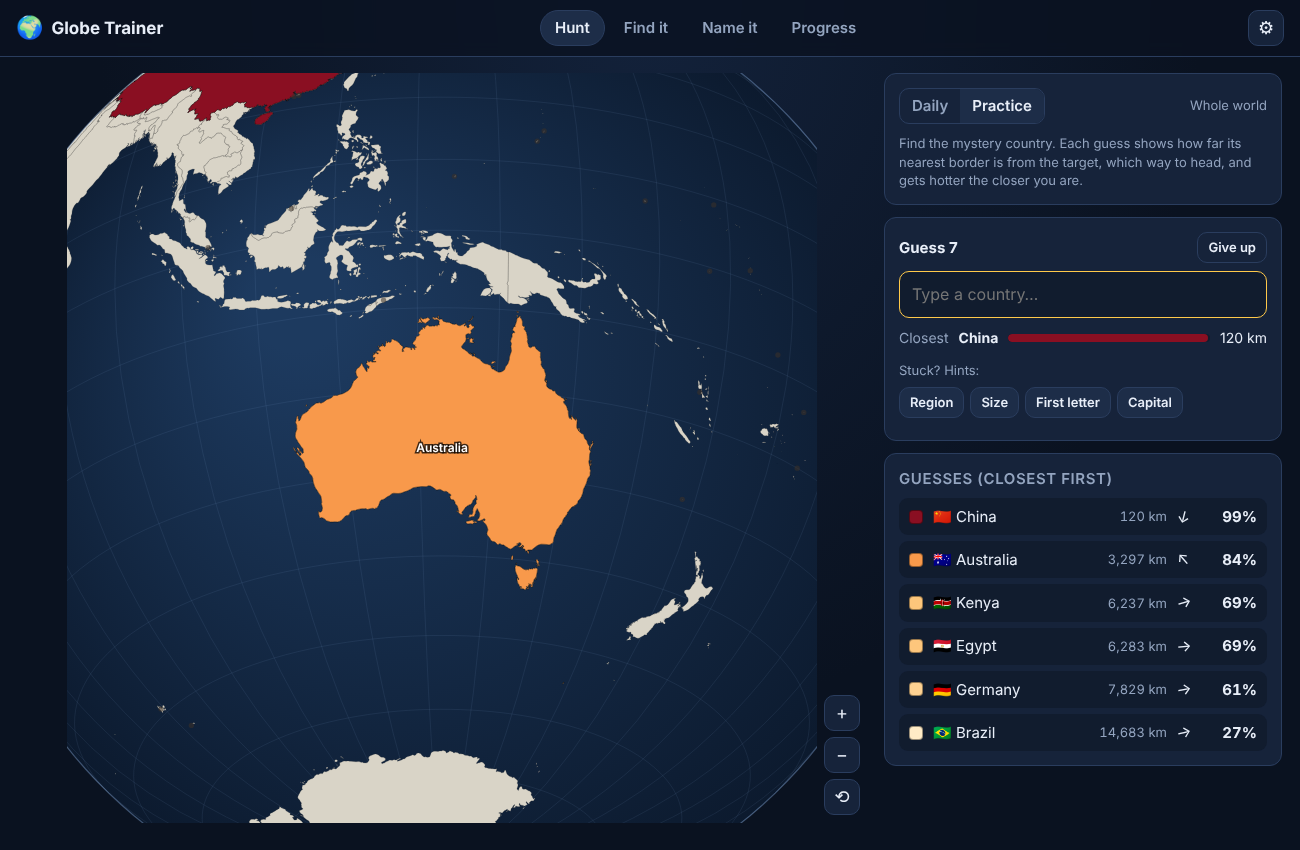 Globe Trainer
Hunt
Find it
Name it
Progress
Daily
Practice
Whole world
Find the mystery country. Each guess shows how far its
nearest border is from the target, which way to head, and
gets hotter the closer you are.
Guess 7
Give up
Type a country...
Closest China 120 km
Stuck? Hints:
Region
Size
First letter
Capital
Australia
GUESSES (CLOSEST FIRST)
China 120 km 99%
Australia 3,297 km 84%
Kenya 6,237 km 69%
Egypt 6,283 km 69%
Germany 7,829 km 61%
Brazil 14,683 km 27%